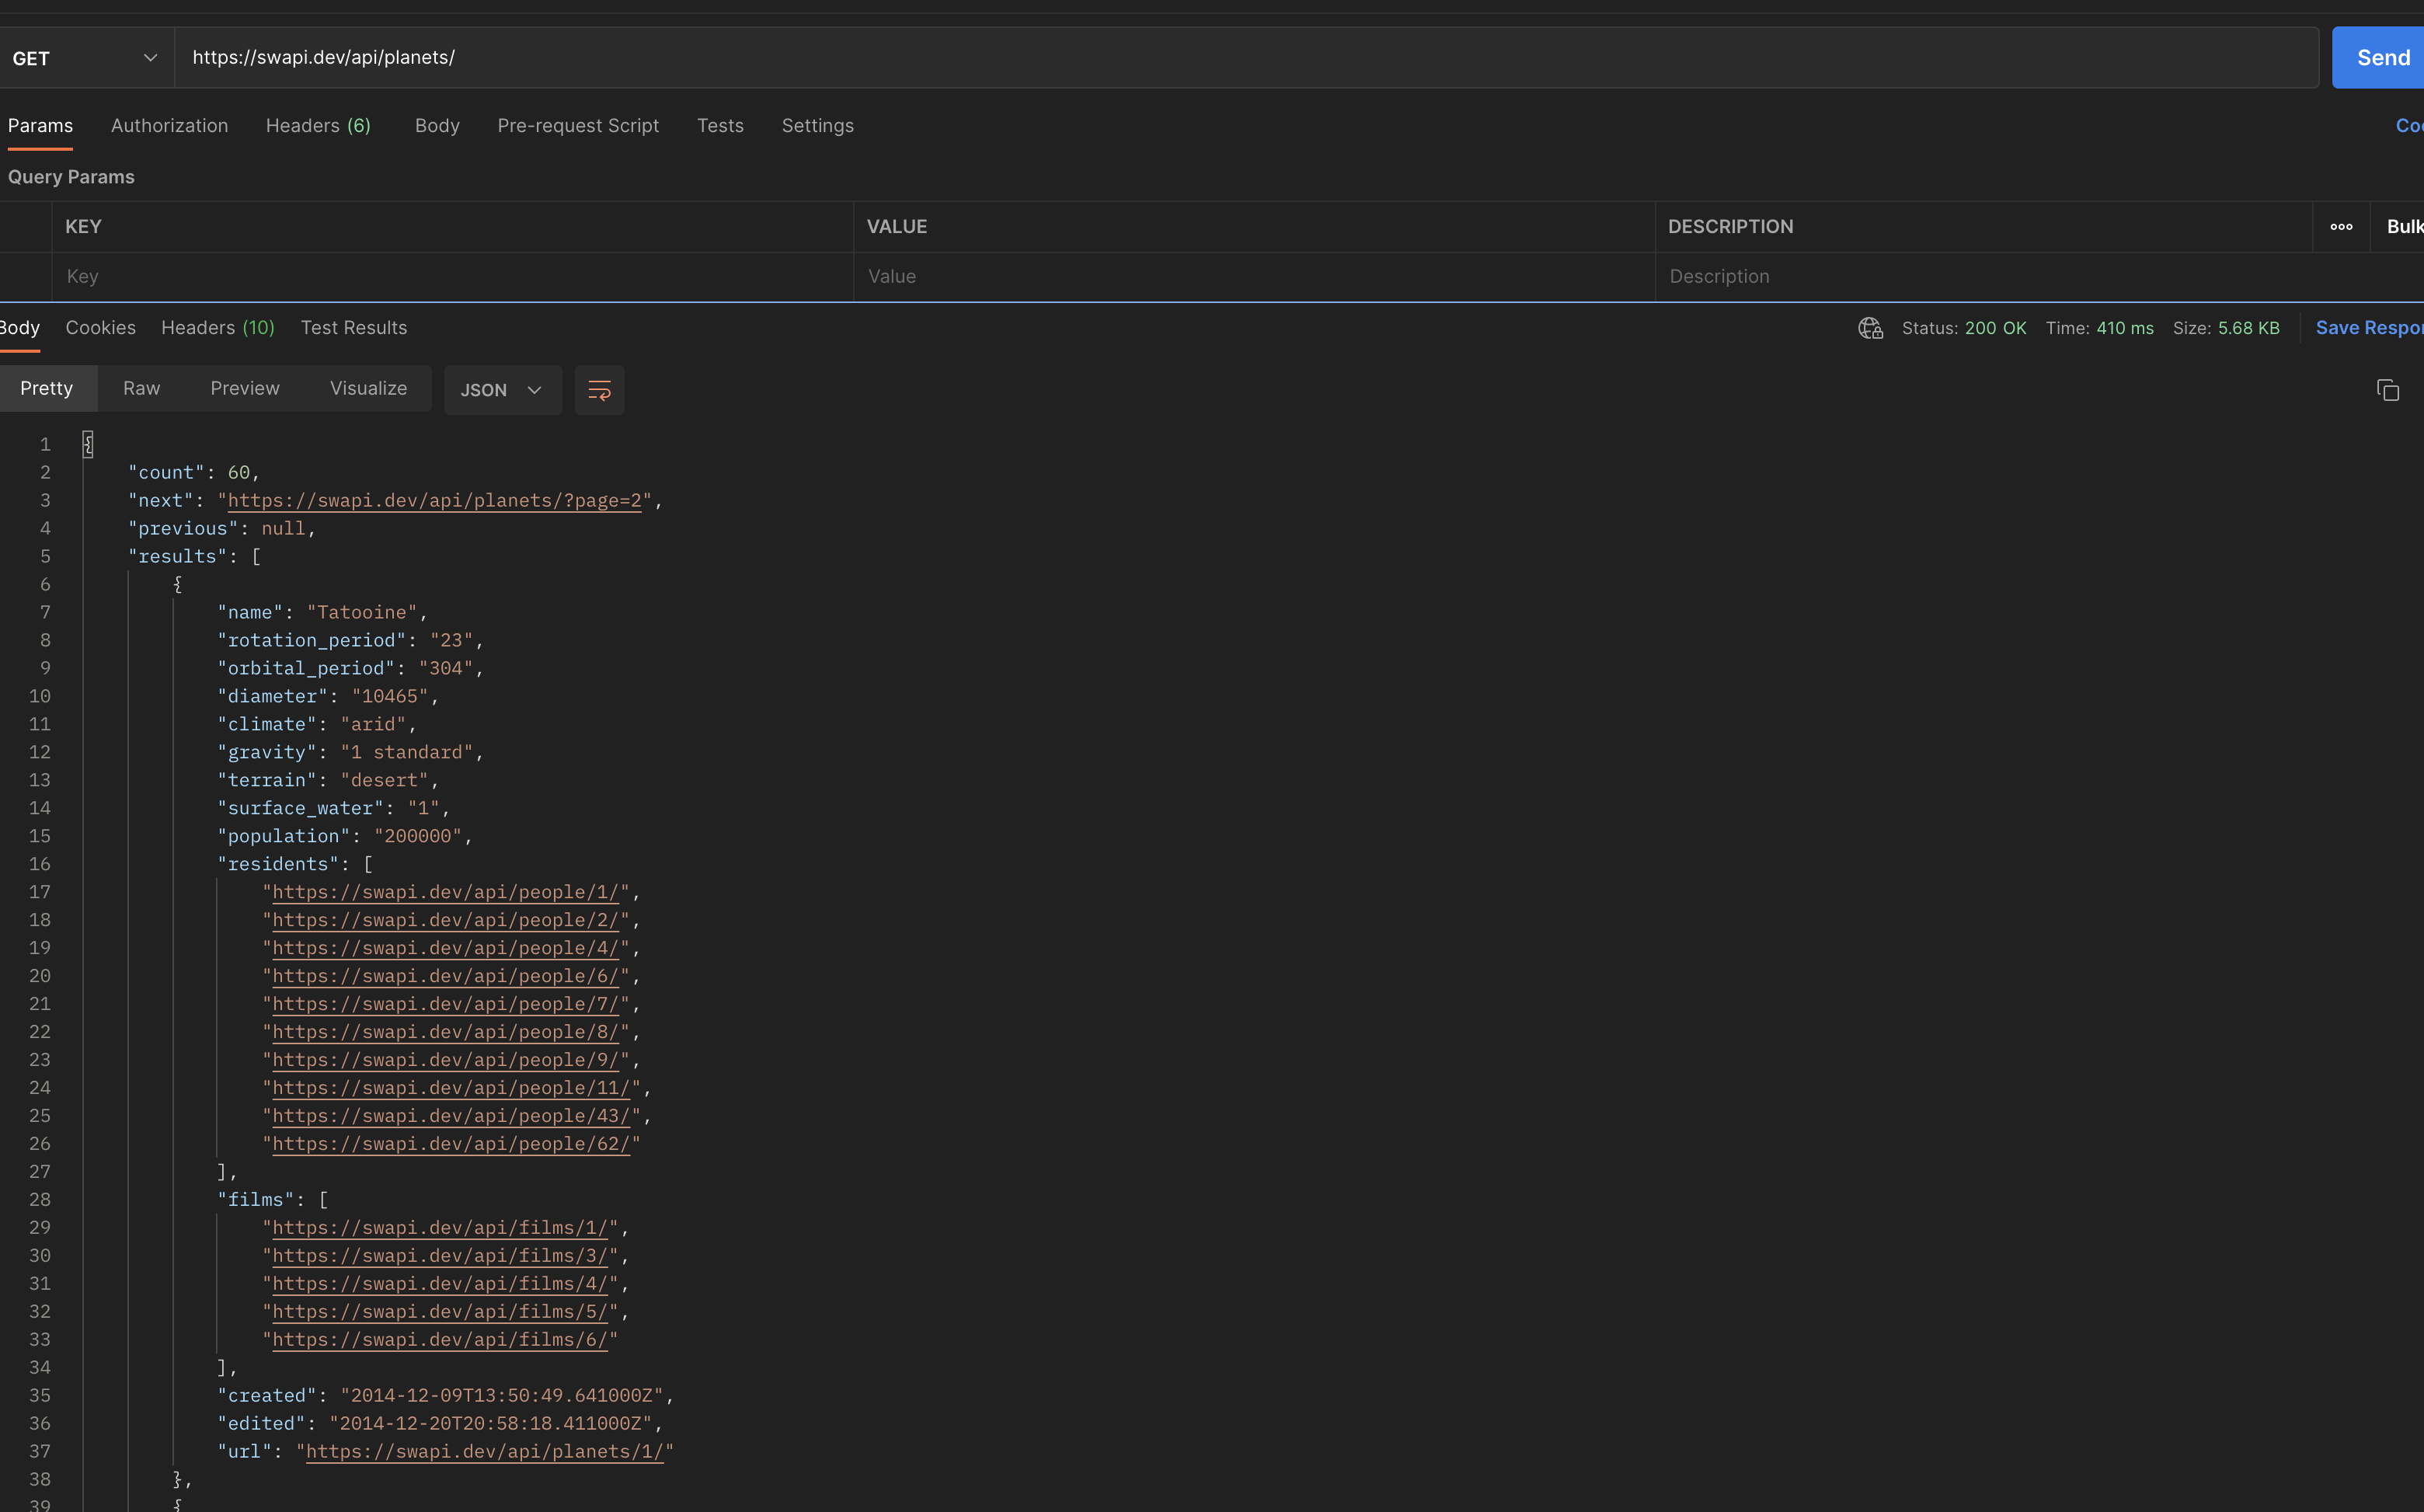 GET https://swapi.dev/api/planets/ Send
Params Authorization Headers (6) Body Pre-request Script Tests Settings
Query Params
KEY VALUE DESCRIPTION ooo Bulk
Key Value Description
Body Cookies Headers (10) Test Results Status: 200 OK Time: 410 ms Size: 5.68 KB Save Respon
Pretty Raw Preview Visualize JSON
1 {
2 "count": 60,
3 "next": "https://swapi.dev/api/planets/?page=2",
4 "previous": null,
5 "results": [
6 {
7 "name": "Tatooine",
8 "rotation_period": "23",
9 "orbital_period": "304",
10 "diameter": "10465",
11 "climate": "arid",
12 "gravity": "1 standard",
13 "terrain": "desert",
14 "surface_water": "1",
15 "population": "200000",
16 "residents": [
17 "https://swapi.dev/api/people/1/",
18 "https://swapi.dev/api/people/2/",
19 "https://swapi.dev/api/people/4/",
20 "https://swapi.dev/api/people/6/",
21 "https://swapi.dev/api/people/7/",
22 "https://swapi.dev/api/people/8/",
23 "https://swapi.dev/api/people/9/",
24 "https://swapi.dev/api/people/11/",
25 "https://swapi.dev/api/people/43/",
26 "https://swapi.dev/api/people/62/"
27 ],
28 "films": [
29 "https://swapi.dev/api/films/1/",
30 "https://swapi.dev/api/films/3/",
31 "https://swapi.dev/api/films/4/",
32 "https://swapi.dev/api/films/5/",
33 "https://swapi.dev/api/films/6/"
34 ],
35 "created": "2014-12-09T13:50:49.641000Z",
36 "edited": "2014-12-20T20:58:18.411000Z",
37 "url": "https://swapi.dev/api/planets/1/"
38 },
39 {